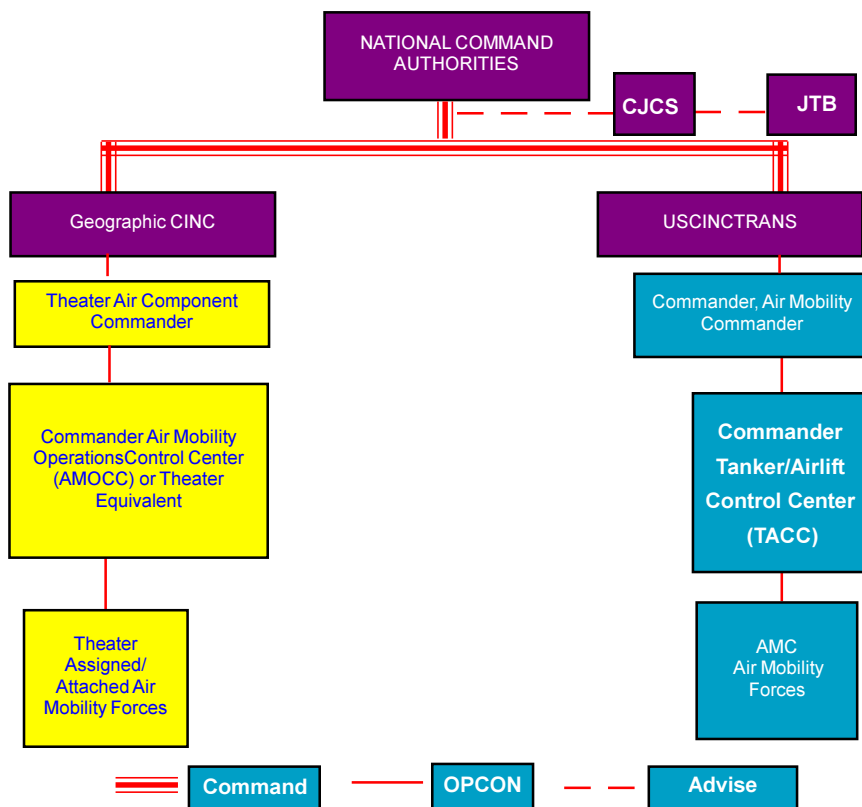 NATIONAL COMMAND
AUTHORITIES
CJCS
JTB
Geographic CINC
USCINCTRANS
Theater Air Component
Commander
Commander, Air Mobility
Commander
Commander Air Mobility
OperationsControl Center
(AMOCC) or Theater
Equivalent
Commander
Tanker/Airlift
Control Center
(TACC)
Theater
Assigned/
Attached Air
Mobility Forces
AMC
Air Mobility
Forces
Command
OPCON
Advise